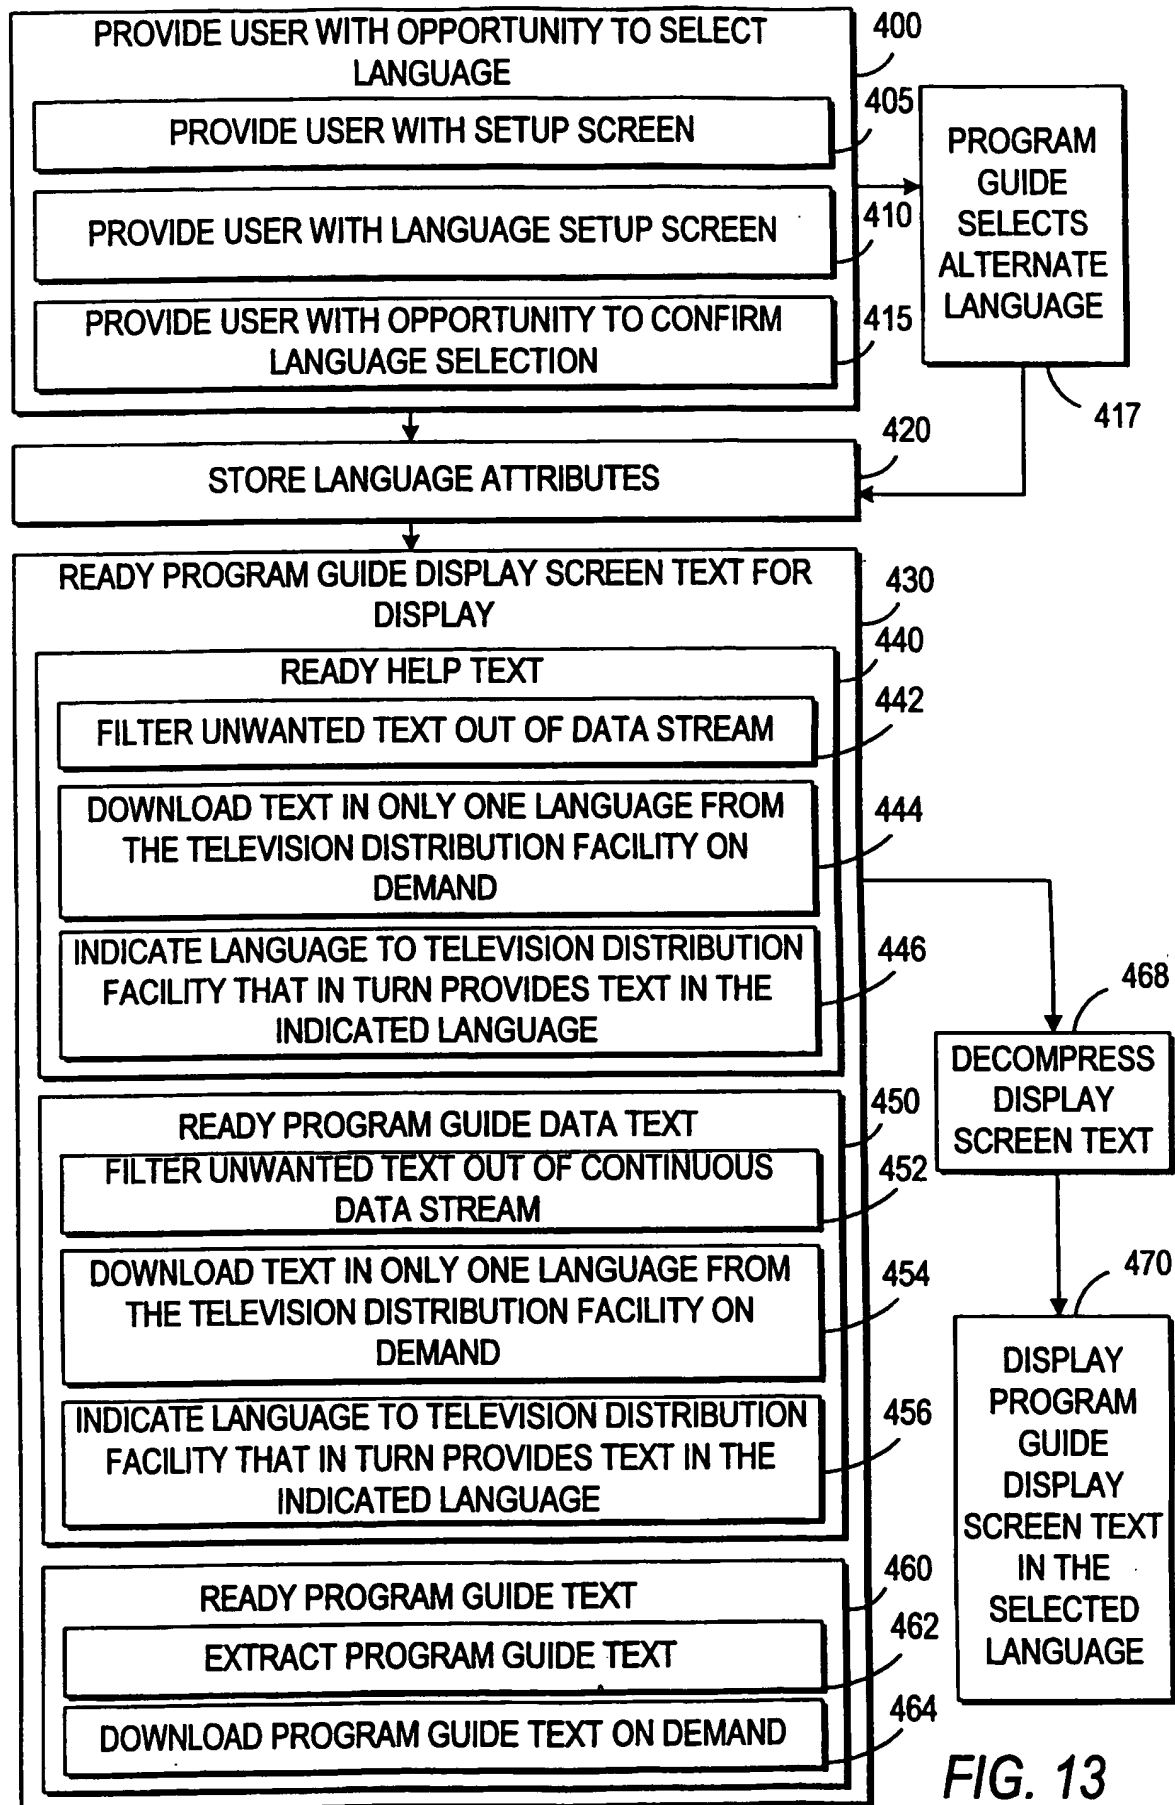 PROVIDE USER WITH OPPORTUNITY TO SELECT
LANGUAGE
400
PROVIDE USER WITH SETUP SCREEN
405
PROVIDE USER WITH LANGUAGE SETUP SCREEN
410
PROVIDE USER WITH OPPORTUNITY TO CONFIRM
LANGUAGE SELECTION
415
PROGRAM
GUIDE
SELECTS
ALTERNATE
LANGUAGE
417
STORE LANGUAGE ATTRIBUTES
420
READY PROGRAM GUIDE DISPLAY SCREEN TEXT FOR
DISPLAY
430
READY HELP TEXT
440
FILTER UNWANTED TEXT OUT OF DATA STREAM
442
DOWNLOAD TEXT IN ONLY ONE LANGUAGE FROM
THE TELEVISION DISTRIBUTION FACILITY ON
DEMAND
444
INDICATE LANGUAGE TO TELEVISION DISTRIBUTION
FACILITY THAT IN TURN PROVIDES TEXT IN THE
INDICATED LANGUAGE
446
READY PROGRAM GUIDE DATA TEXT
450
FILTER UNWANTED TEXT OUT OF CONTINUOUS
DATA STREAM
452
DOWNLOAD TEXT IN ONLY ONE LANGUAGE FROM
THE TELEVISION DISTRIBUTION FACILITY ON
DEMAND
454
INDICATE LANGUAGE TO TELEVISION DISTRIBUTION
FACILITY THAT IN TURN PROVIDES TEXT IN THE
INDICATED LANGUAGE
456
READY PROGRAM GUIDE TEXT
460
EXTRACT PROGRAM GUIDE TEXT
462
DOWNLOAD PROGRAM GUIDE TEXT ON DEMAND
464
468
DECOMPRESS
DISPLAY
SCREEN TEXT
470
DISPLAY
PROGRAM
GUIDE
DISPLAY
SCREEN TEXT
IN THE
SELECTED
LANGUAGE
FIG. 13